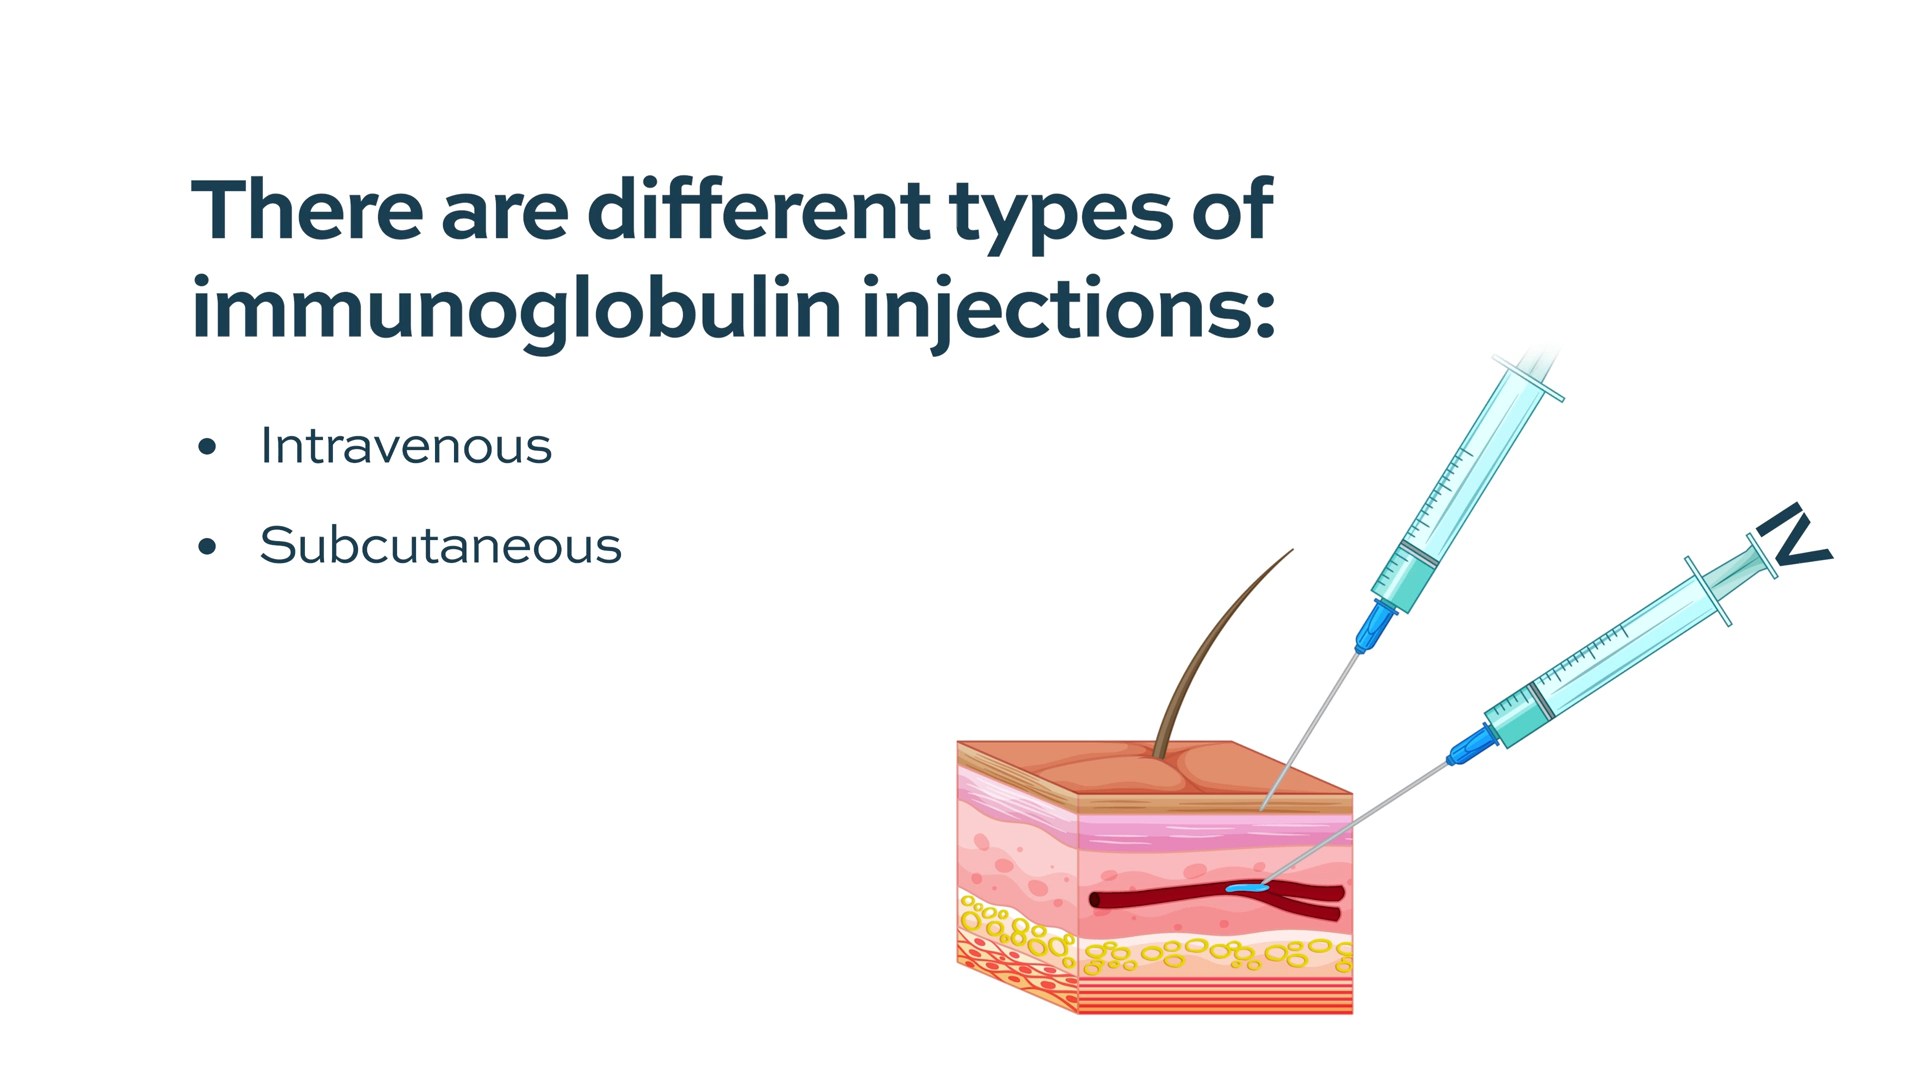 There are different types of
immunoglobulin injections:
• Intravenous
• Subcutaneous
IV